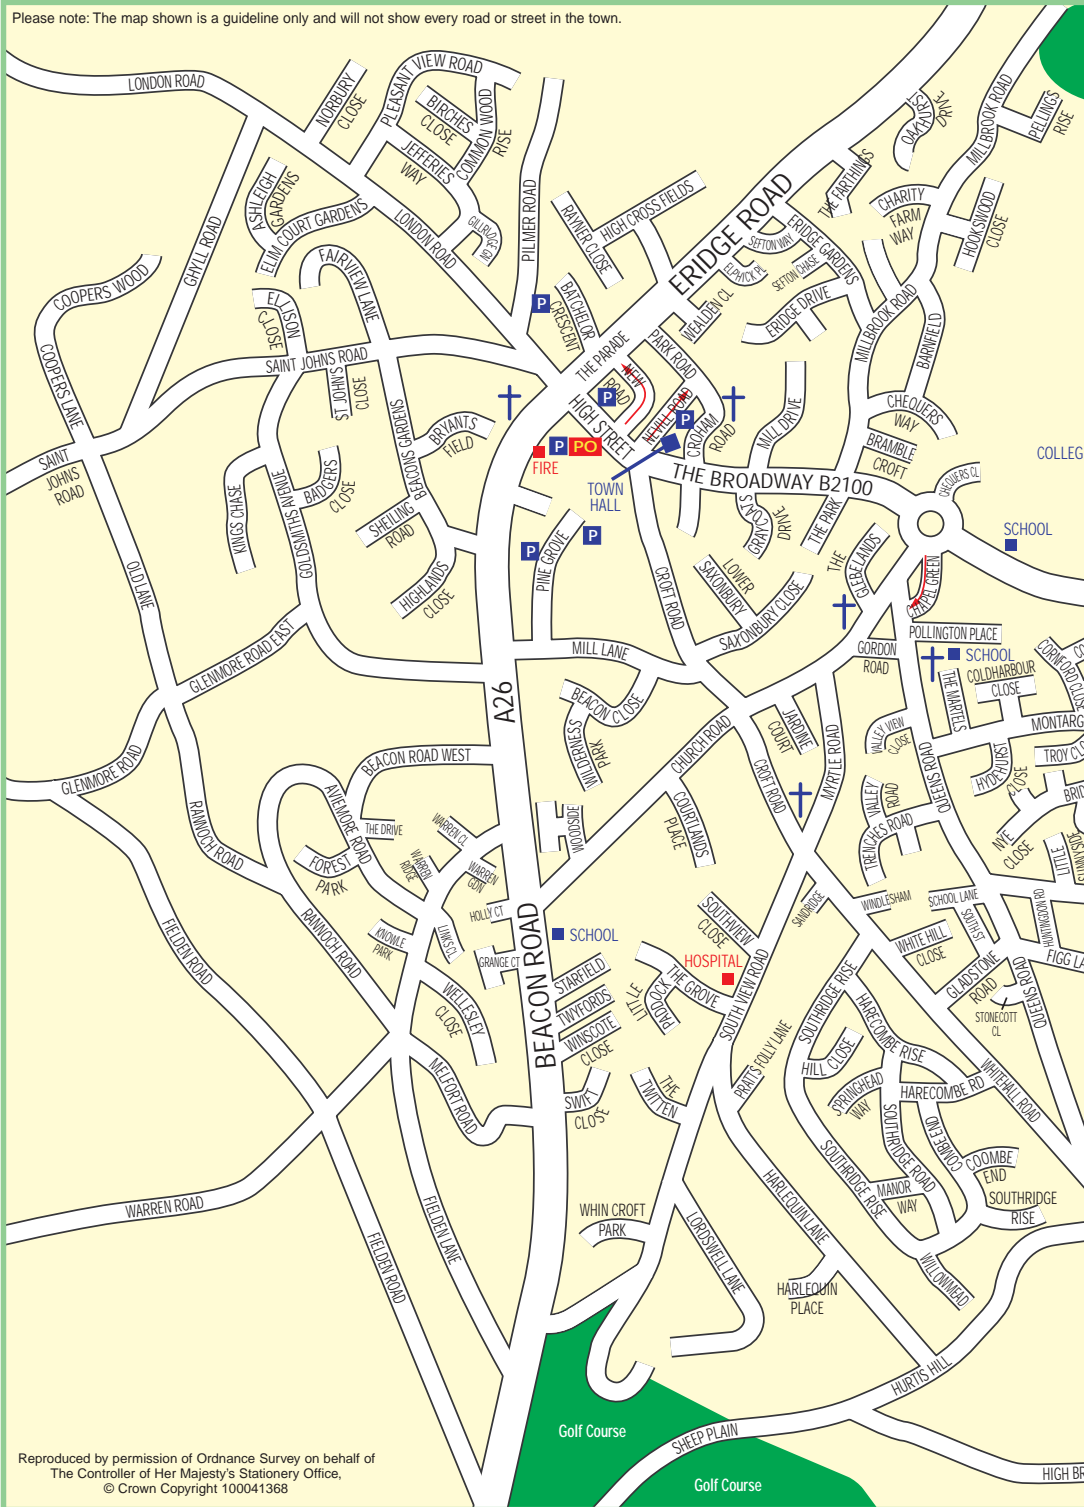 Please note: The map shown is a guideline only and will not show every road or street in the town.
LONDON ROAD
NORBURY
CLOSE
PLEASANT VIEW ROAD
BIRCHES
CLOSE
COMMON WOOD
RISE
JEFFERIES
WAY
GHYLL ROAD
ASHLEIGH
GARDENS
ELIM COURT GARDENS
LONDON ROAD
GILLRIDGE GN
PILMER ROAD
RAYNER CLOSE
HIGH CROSS FIELDS
ERIDGE ROAD
OAKHURST
DRIVE
MILLBROOK ROAD
PELLINGS
RISE
THE FARTHINGS
CHARITY
FARM
WAY
HOOKSWOOD
CLOSE
SEFTON WAY
ERIDGE GARDENS
ELPHICK PL
SEFTON CHASE
WEALDEN CL
ERIDGE DRIVE
MILLBROOK ROAD
BARNFIELD
COOPERS WOOD
COOPERS LANE
FAIRVIEW LANE
ELLISON
CLOSE
P
BATCHELOR
CRESCENT
THE PARADE
PARK ROAD
SAINT JOHNS ROAD
ST JOHN'S
CLOSE
NEW
ROAD
P
HIGH STREET
NEVILL ROAD
P
CROHAM
ROAD
MILL DRIVE
CHEQUERS
WAY
BRAMBLE
CROFT
CHEQUERS CL
COLLEG
BEACONS GARDENS
BRYANTS
FIELD
P
PO
FIRE
TOWN
HALL
THE BROADWAY B2100
SAINT
JOHNS
ROAD
KINGS CHASE
GOLDSMITHS AVENUE
BADGERS
CLOSE
SHEILING
ROAD
HIGHLANDS
CLOSE
P
P
PINE GROVE
GRAYCOATS
DRIVE
THE PARK
THE
GLEBELANDS
SCHOOL
CHAPEL GREEN
OLD LANE
CROFT ROAD
LOWER
SAXONBURY
SAXONBURY CLOSE
POLLINGTON PLACE
GORDON
ROAD
SCHOOL
THE MARTELS
COLDHARBOUR
CLOSE
CORNFORD CLOSE
GLENMORE ROAD EAST
MILL LANE
A26
BEACON CLOSE
WILDERNESS
PARK
CHURCH ROAD
JARDINE
COURT
MYRTLE ROAD
VALLEY VIEW
CLOSE
QUEENS ROAD
MONTARG
HYDEHURST
CLOSE
TROY CLO
BRID
GLENMORE ROAD
BEACON ROAD WEST
AVIEMORE ROAD
THE DRIVE
FOREST
PARK
WARREN CL
WARREN
RIDGE
WARREN
GDN
WOODSIDE
COURTLANDS
PLACE
CROFT ROAD
VALLEY
ROAD
TRENCHES ROAD
NYE
CLOSE
LITTLE
SUNNYSIDE
RANNOCH ROAD
RANNOCH ROAD
FIELDEN ROAD
KNOWLE
PARK
HOLLY CT
LINKS CL
GRANGE CT
BEACON ROAD
SCHOOL
SOUTHVIEW
CLOSE
SANDRIDGE
WINDLESHAM
SCHOOL LANE
SOUTH ST
HUNTINGDON RD
WHITE HILL
CLOSE
FIGG LA
GLADSTONE
ROAD
QUEENS ROAD
STONECOTT
CL
WELLESLEY
CLOSE
STARFIELD
TWYFORDS
WINSCOTE
CLOSE
LITTLE
PADDOCK
HOSPITAL
THE GROVE
SOUTH VIEW ROAD
PRATTS FOLLY LANE
SOUTHRIDGE RISE
HARECOMBE RISE
HILL CLOSE
SPRINGHEAD
WAY
HARECOMBE RD
WHITEHALL ROAD
MELFORT ROAD
SWIFT
CLOSE
THE
TWITTEN
SOUTHRIDGE ROAD
COMBE END
COOMBE
END
SOUTHRIDGE
RISE
SOUTHRIDGE RISE
MANOR
WAY
WILLOWMEAD
WARREN ROAD
FIELDEN LANE
FIELDEN ROAD
WHIN CROFT
PARK
LORDSWELL LANE
HARLEQUIN LANE
HARLEQUIN
PLACE
HURTIS HILL
SHEEP PLAIN
HIGH BR
Golf Course
Golf Course
Reproduced by permission of Ordnance Survey on behalf of
The Controller of Her Majesty's Stationery Office,
© Crown Copyright 100041368